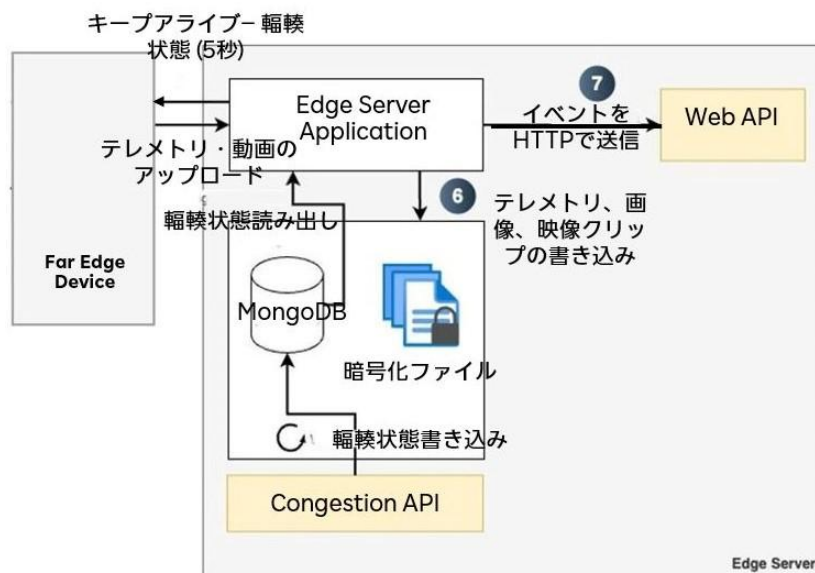 キープアライブ– 輻輳
状態 (5秒)
Edge Server
Application
7
イベントを
HTTPで送信
Web API
テレメトリ・動画の
アップロード
6
テレメトリ、画
像、映像クリッ
プの書き込み
輻輳状態読み出し
Far Edge
Device
MongoDB
暗号化ファイル
輻輳状態書き込み
Congestion API
Edge Server